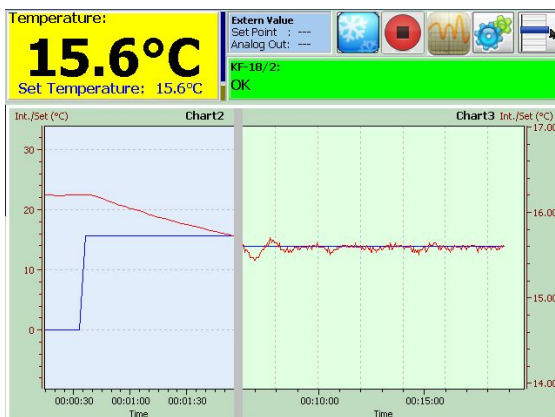 Temperature:
15.6°C
Set Temperature: 15.6°C
Extern Value
Set Point : ---
Analog Out: ---
KF-18/2:
OK
Int./Set (°C)
Chart2
30
20
10
0
00:00:30
00:01:00
00:01:30
Time
Chart3
Int./Set (°C)
17.00
16.00
15.00
14.00
00:10:00
00:15:00
Time